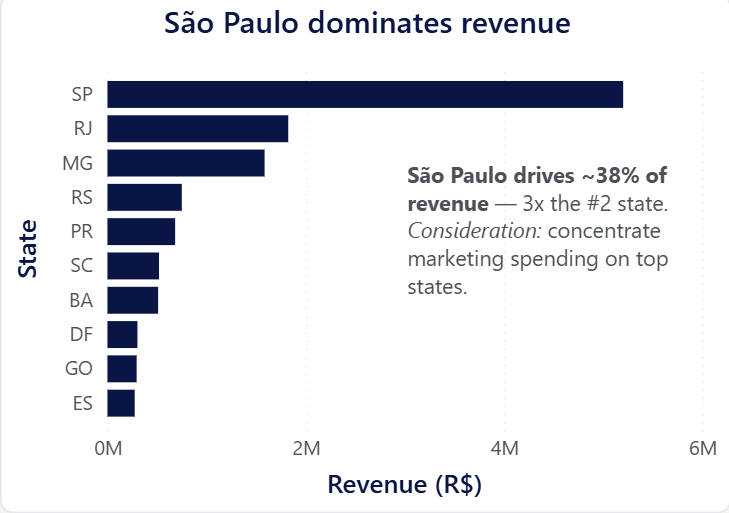 São Paulo dominates revenue
State
SP
RJ
MG
RS
PR
SC
BA
DF
GO
ES
São Paulo drives ~38% of
revenue — 3x the #2 state.
Consideration: concentrate
marketing spending on top
states.
0M 2M 4M 6M
Revenue (R$)